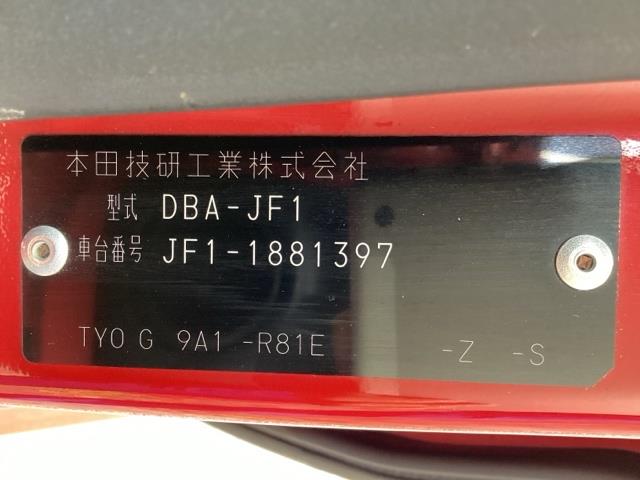 本田技研工業株式会社
型式 DBA-JF1
車台番号 JF1-1881397
TYO G 9A1 -R81E -Z -S